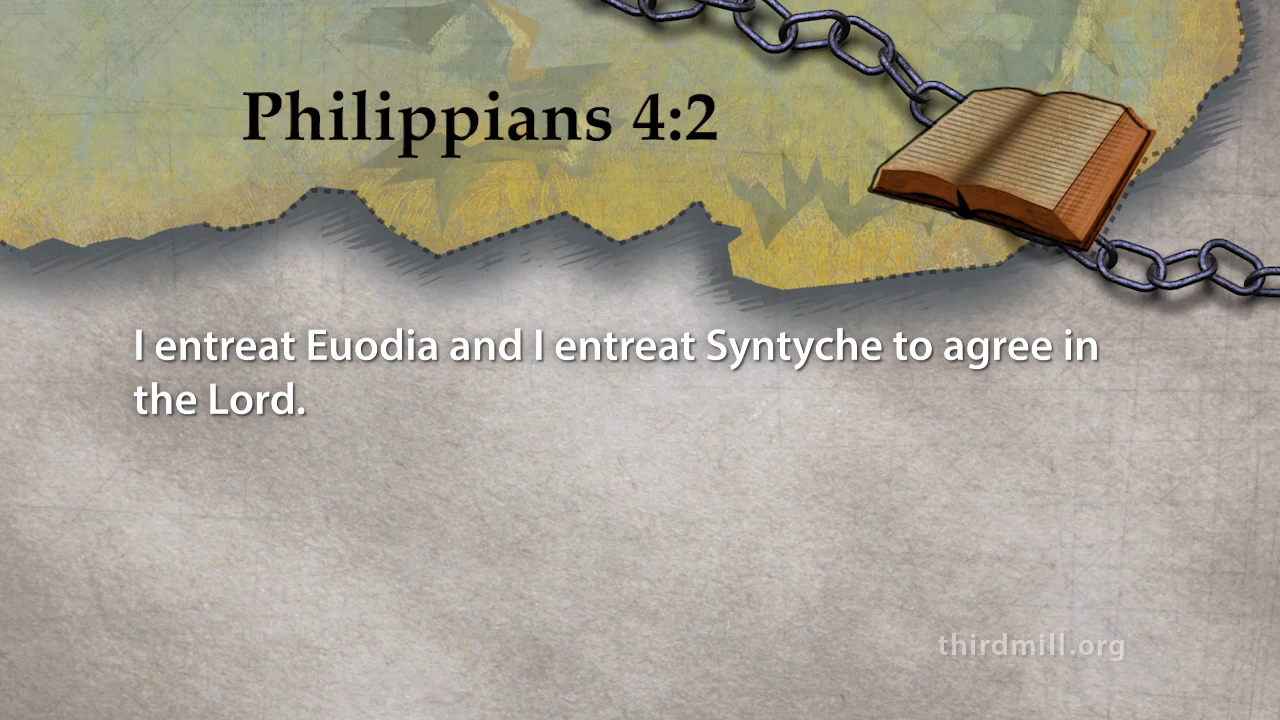 Philippians 4:2
I entreat Euodia and I entreat Syntyche to agree in
the Lord.
thirdmill.org